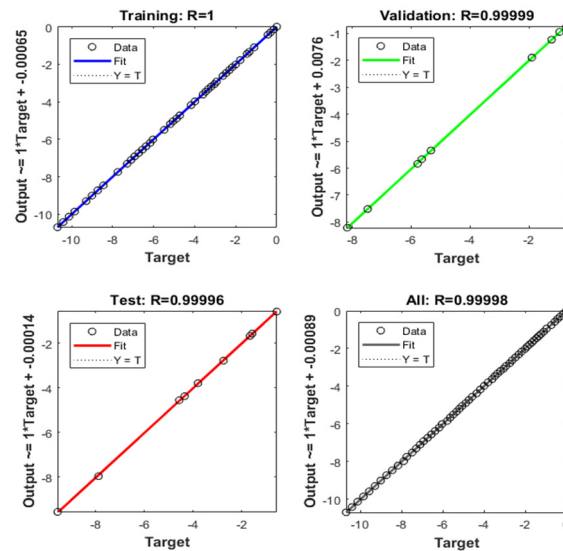 Training: R=1
Output ~= 1*Target + -0.00065
0
-2
-4
-6
-8
-10
Data
Fit
Y = T
-10
-8
-6
-4
-2
0
Target
Validation: R=0.99999
Output ~= 1*Target + 0.0076
-1
-2
-3
-4
-5
-6
-7
-8
Data
Fit
Y = T
-8
-6
-4
-2
Target
Test: R=0.99996
Output ~= 1*Target + -0.00014
-2
-4
-6
-8
Data
Fit
Y = T
-8
-6
-4
-2
Target
All: R=0.99998
Output ~= 1*Target + -0.00089
0
-2
-4
-6
-8
-10
Data
Fit
Y = T
-10
-8
-6
-4
-2
0
Target